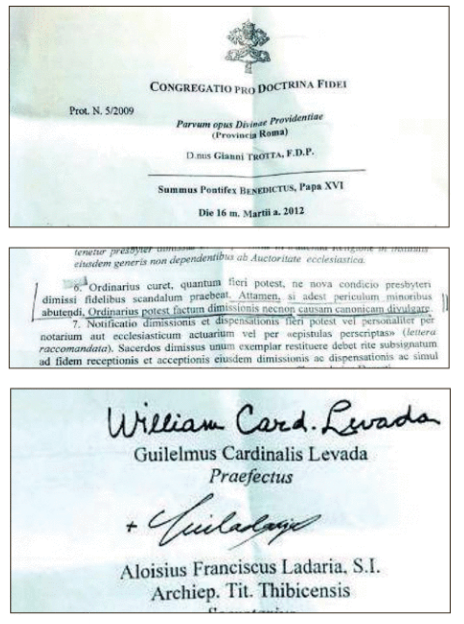 CONGREGATIO PRO DOCTRINA FIDEI
Prot. N. 5/2009
Parvum opus Divinae Providentiae
(Provincia Roma)
D.nus Gianni TROTTA, F.D.P.
Summus Pontifex BENEDICTUS, Papa XVI
Die 16 m. Martii a. 2012
tenetur presbyter
eiusdem generis non dependentibus ab Auctoritate ecclesiastica.
6. Ordinarius curet, quantum fieri potest, ne nova condicio presbyteri
dimissi fidelibus scandalum praebeat. Attamen, si adest periculum minoribus
abutendi, Ordinarius potest factum dimissionis necnon causam canonicam divulgare.
7. Notificatio dimissionis et dispensationis fieri potest vel personaliter per
notarium aut ecclesiasticum actuarium vel per «epistulas perscriptas» (lettera
raccomandata). Sacerdos dimissus unum exemplar restituere debet rite subsignatum
ad fidem receptionis et acceptionis eiusdem dimissionis ac dispensationis ac simul
William Card. Levada
Guilelmus Cardinalis Levada
Praefectus
Aloisius Franciscus Ladaria, S.I.
Archiep. Tit. Thibicensis